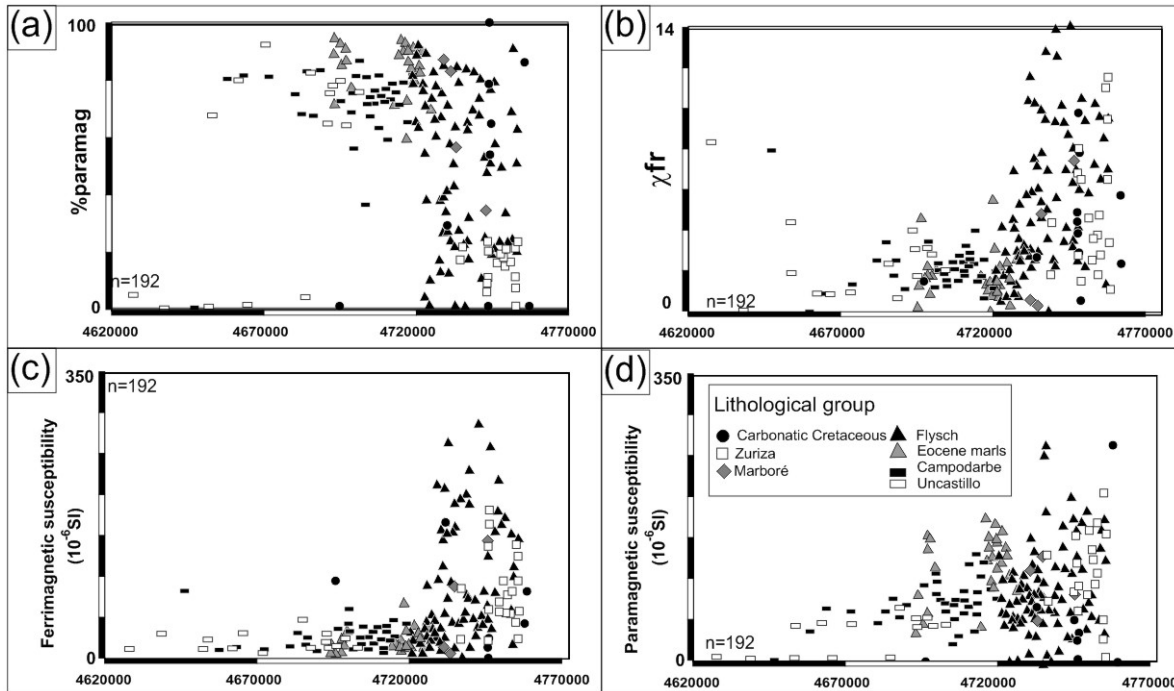 (a)
100
%paramag
n=192
0
4620000 4670000 4720000 4770000
(b)
14
χfr
n=192
0
4620000 4670000 4720000 4770000
(c)
350
n=192
Ferrimagnetic susceptibility
(10-6SI)
0
4620000 4670000 4720000 4770000
(d)
350
Lithological group
Carbonatic Cretaceous
Zuriza
Marboré
Flysch
Eocene marls
Campodarbe
Uncastillo
Paramagnetic susceptibility
(10-6SI)
n=192
0
4620000 4670000 4720000 4770000